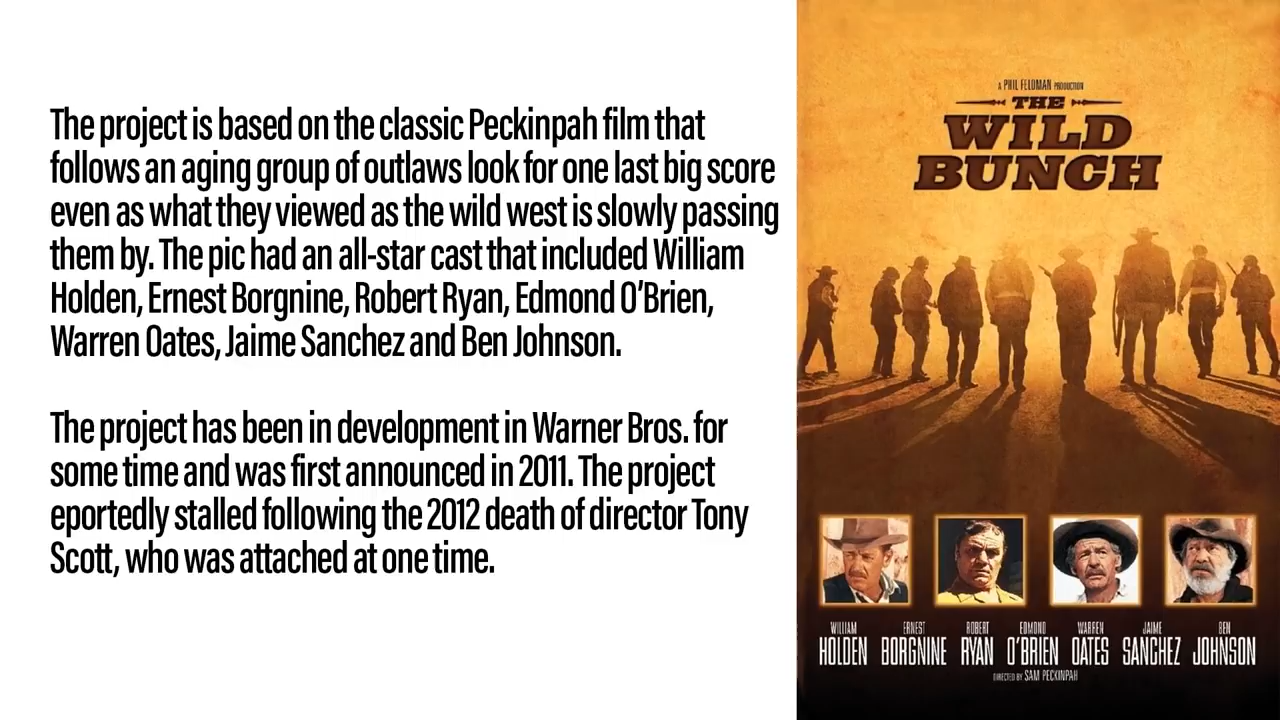 The project is based on the classic Peckinpah film that
follows an aging group of outlaws look for one last big score
even as what they viewed as the wild west is slowly passing
them by. The pic had an all-star cast that included William
Holden, Ernest Borgnine, Robert Ryan, Edmond O’Brien,
Warren Oates, Jaime Sanchez and Ben Johnson.
The project has been in development in Warner Bros. for
some time and was first announced in 2011. The project
eportedly stalled following the 2012 death of director Tony
Scott, who was attached at one time.
A PHIL FELDMAN PRODUCTION
THE
WILD
BUNCH
WILLIAM ERNEST ROBERT EDMOND WARREN JAIME BEN
HOLDEN BORGNINE RYAN O'BRIEN OATES SANCHEZ JOHNSON
DIRECTED BY SAM PECKINPAH